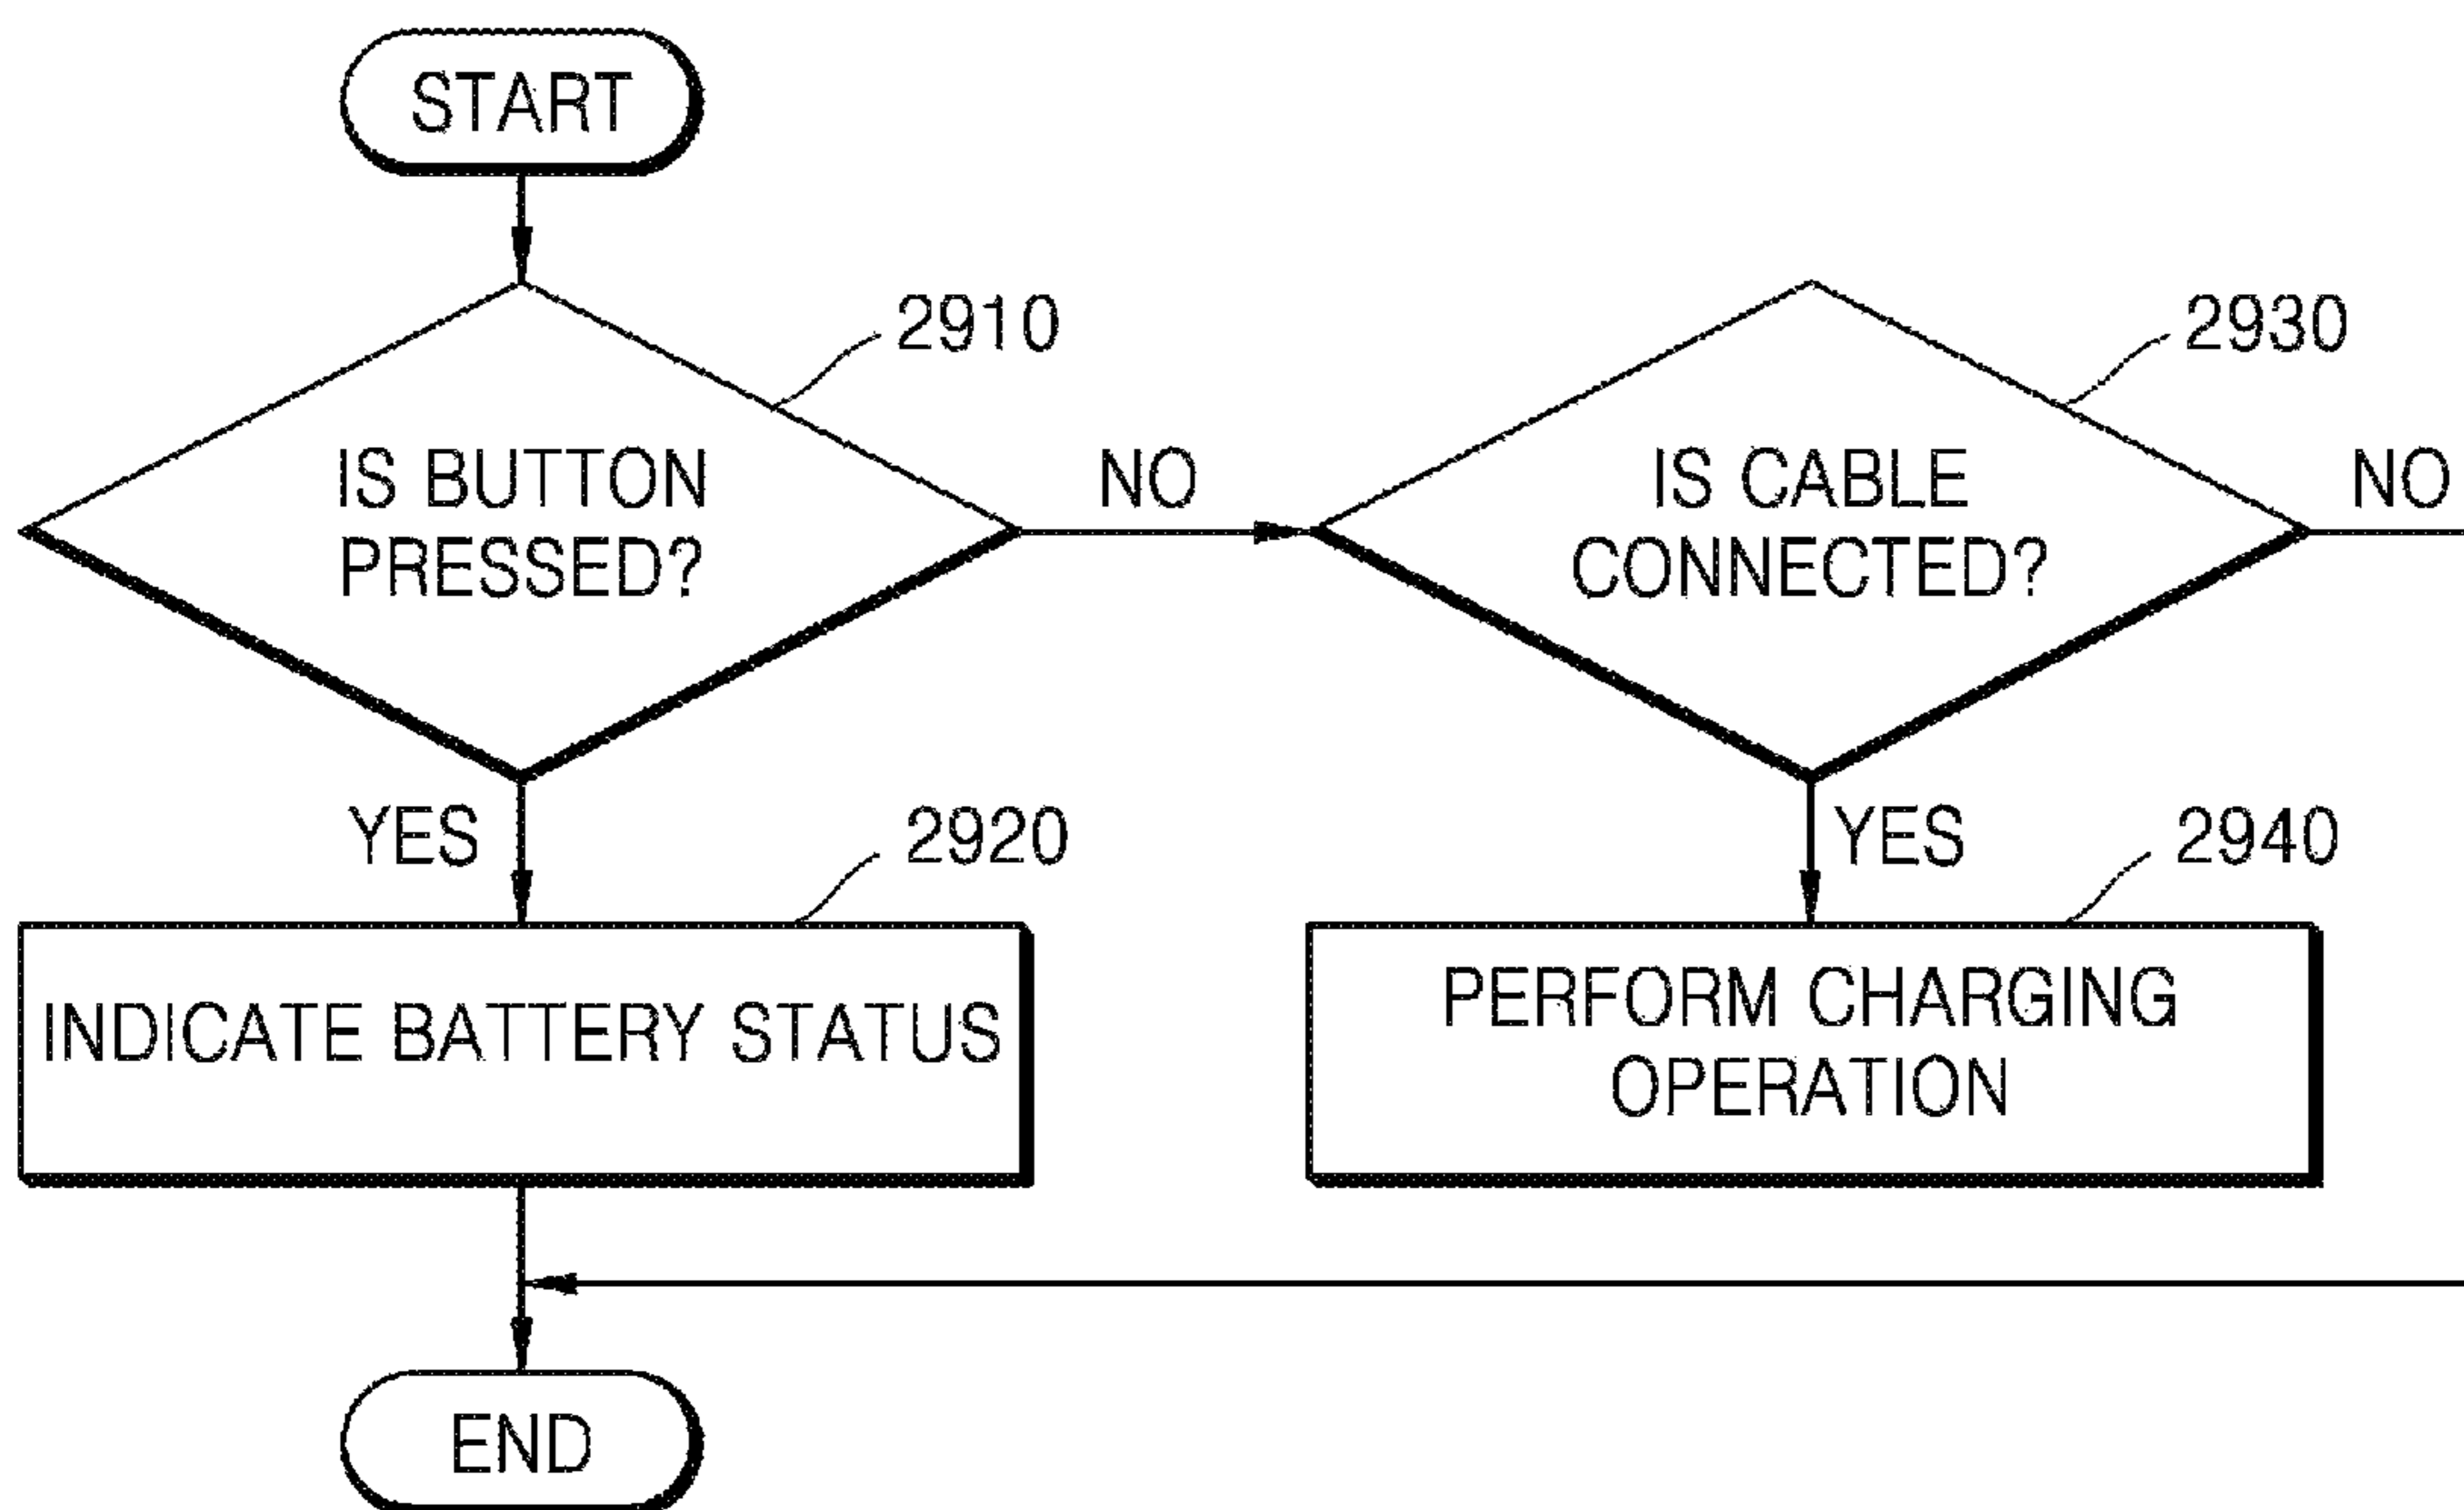 START
2910
IS BUTTON
PRESSED?
NO
2930
IS CABLE
CONNECTED?
NO
YES
2920
INDICATE BATTERY STATUS
YES
2940
PERFORM CHARGING
OPERATION
END